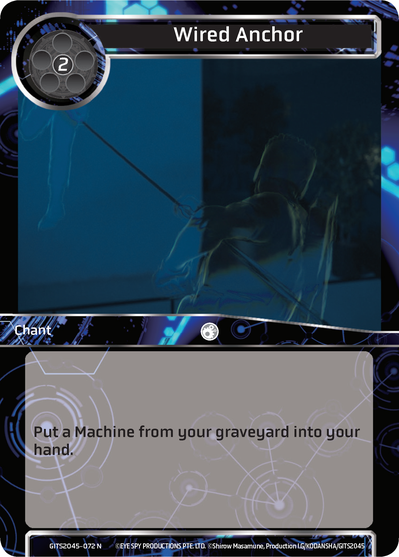 Wired Anchor
2
Chant
Put a Machine from your graveyard into your
hand.
GITS2045-072 N ©EYE SPY PRODUCTIONS PTE. LTD. ©Shirow Masamune, Production I.G/KODANSHA/GITS2045